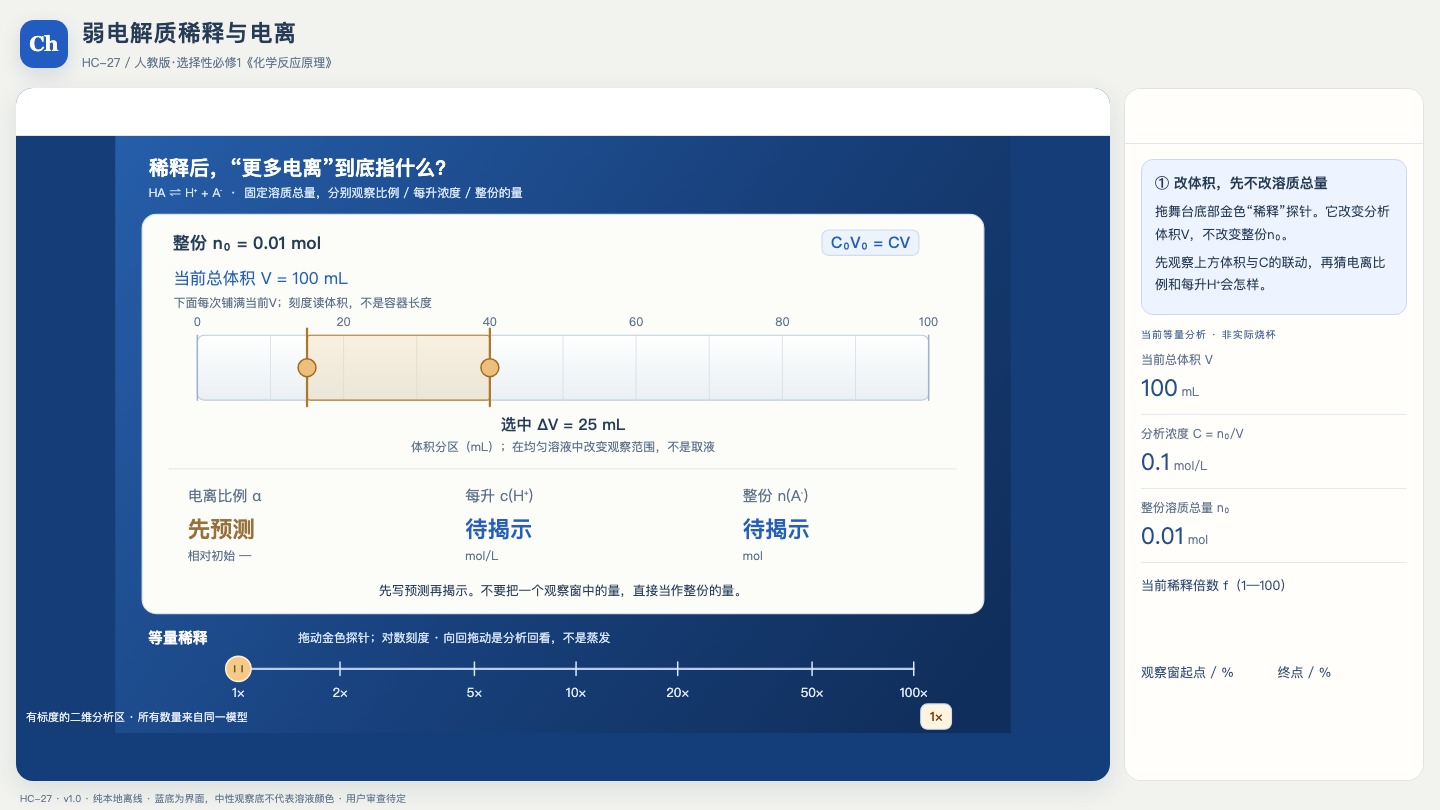 Ch
弱电解质稀释与电离
HC-27 / 人教版·选择性必修1《化学反应原理》
稀释后，“更多电离”到底指什么？
HA ⇌ H⁺ + A⁻ · 固定溶质总量，分别观察比例 / 每升浓度 / 整份的量
整份 n₀ = 0.01 mol
C₀V₀ = CV
当前总体积 V = 100 mL
下面每次铺满当前V；刻度读体积，不是容器长度
0 20 40 60 80 100
选中 ΔV = 25 mL
体积分区（mL）；在均匀溶液中改变观察范围，不是取液
电离比例 α 每升 c(H⁺) 整份 n(A⁻)
先预测 待揭示 待揭示
相对初始 — mol/L mol
先写预测再揭示。不要把一个观察窗中的量，直接当作整份的量。
等量稀释 拖动金色探针；对数刻度 · 向回拖动是分析回看，不是蒸发
1× 2× 5× 10× 20× 50× 100×
有标度的二维分析区 · 所有数量来自同一模型
1×
① 改体积，先不改溶质总量
拖舞台底部金色“稀释”探针。它改变分析
体积V，不改变整份n₀。
先观察上方体积与C的联动，再猜电离比
例和每升H⁺会怎样。
当前等量分析 · 非实际烧杯
当前总体积 V
100 mL
分析浓度 C = n₀/V
0.1 mol/L
整份溶质总量 n₀
0.01 mol
当前稀释倍数 f（1—100）
观察窗起点 / % 终点 / %
HC-27 · v1.0 · 纯本地离线 · 蓝底为界面，中性观察底不代表溶液颜色 · 用户审查待定